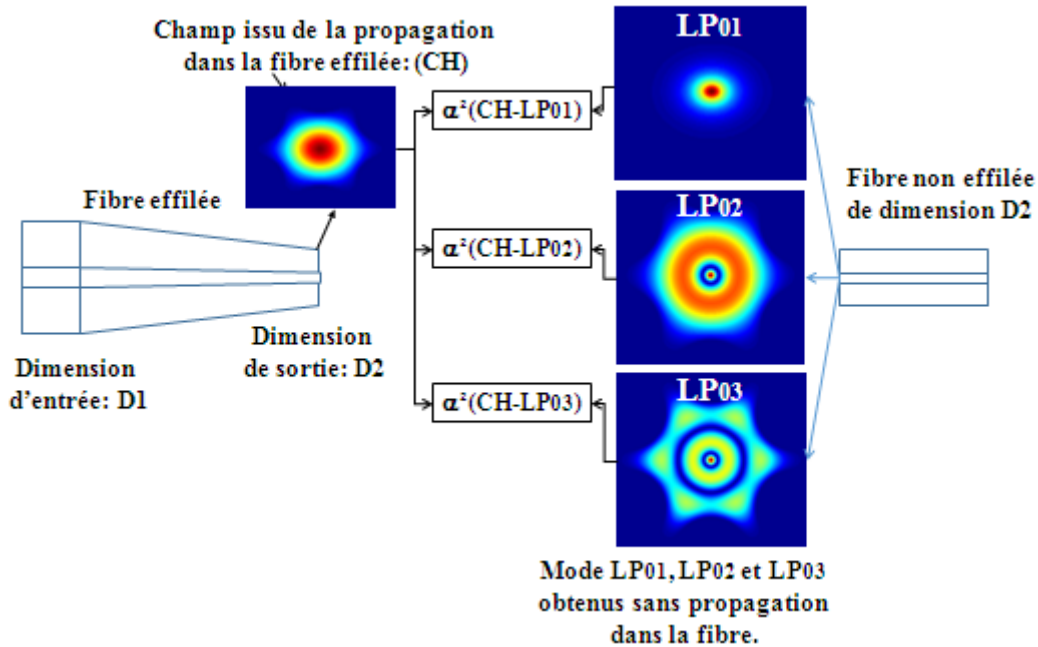 Champ issu de la propagation
dans la fibre effilée: (CH)
LP01
α²(CH-LP01)
Fibre effilée
Fibre non effilée
de dimension D2
LP02
α²(CH-LP02)
Dimension
de sortie: D2
Dimension
d'entrée: D1
LP03
α²(CH-LP03)
Mode LP01, LP02 et LP03
obtenus sans propagation
dans la fibre.